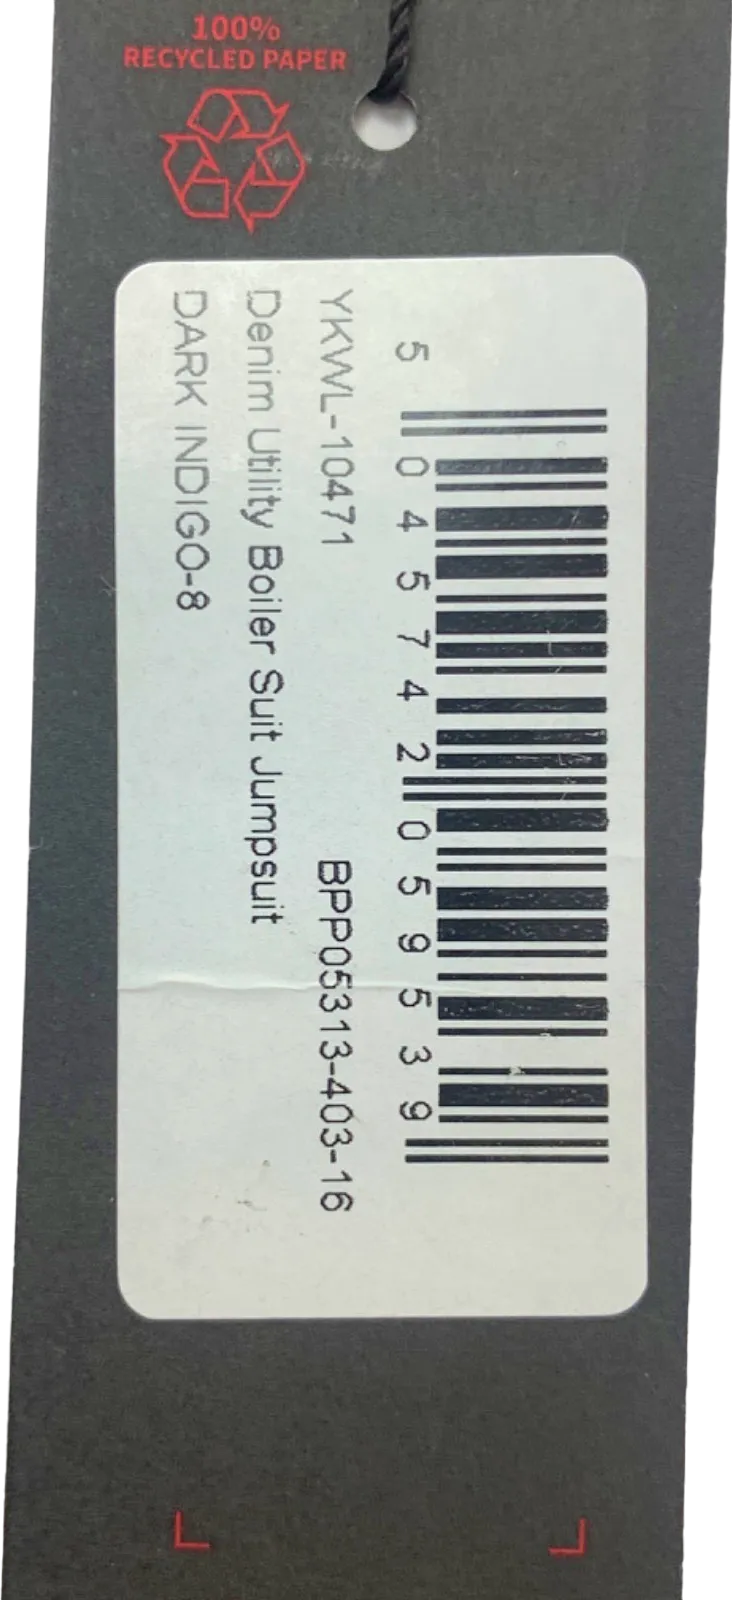 100%
RECYCLED PAPER
5 045742 059539
YKWL-10471 BPP05313-403-16
Denim Utility Boiler Suit Jumpsuit
DARK INDIGO-8